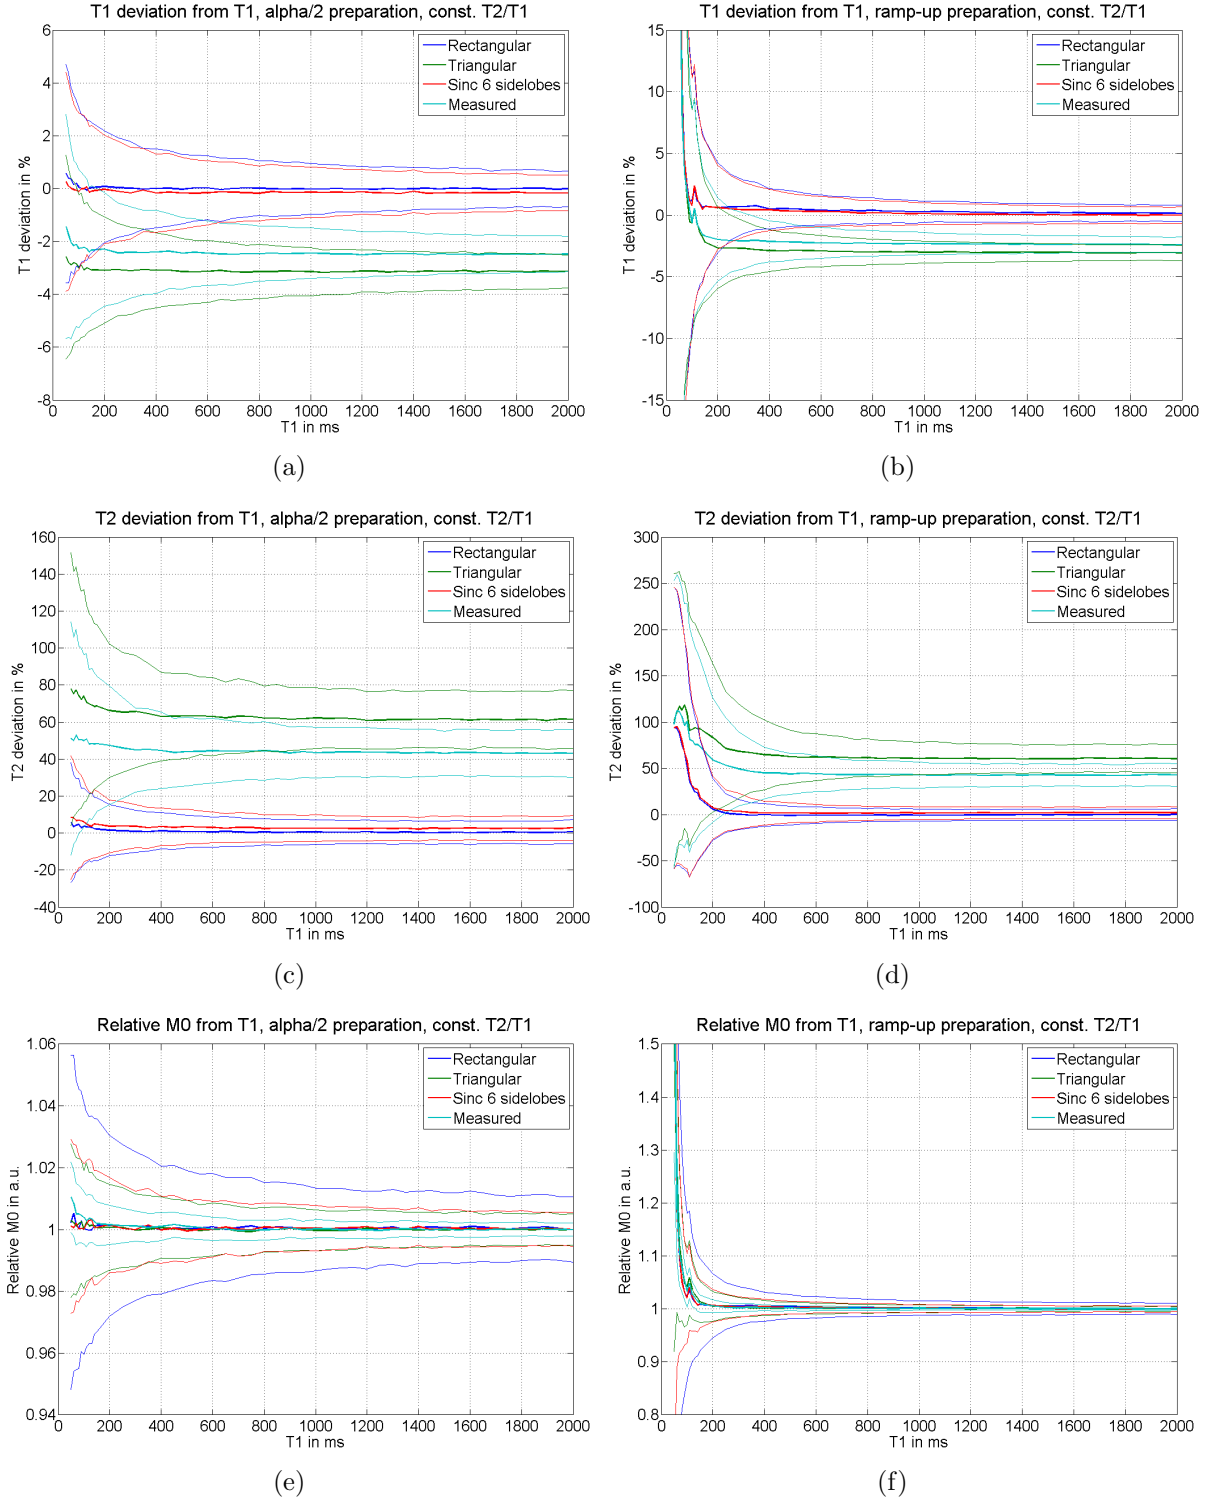 T1 deviation from T1, alpha/2 preparation, const. T2/T1
T1 deviation in %
6
4
2
0
-2
-4
-6
-8
0 200 400 600 800 1000 1200 1400 1600 1800 2000
T1 in ms
Rectangular
Triangular
Sinc 6 sidelobes
Measured
(a)
T1 deviation from T1, ramp-up preparation, const. T2/T1
T1 deviation in %
15
10
5
0
-5
-10
-15
0 200 400 600 800 1000 1200 1400 1600 1800 2000
T1 in ms
Rectangular
Triangular
Sinc 6 sidelobes
Measured
(b)
T2 deviation from T1, alpha/2 preparation, const. T2/T1
T2 deviation in %
160
140
120
100
80
60
40
20
0
-20
-40
0 200 400 600 800 1000 1200 1400 1600 1800 2000
T1 in ms
Rectangular
Triangular
Sinc 6 sidelobes
Measured
(c)
T2 deviation from T1, ramp-up preparation, const. T2/T1
T2 deviation in %
300
250
200
150
100
50
0
-50
-100
0 200 400 600 800 1000 1200 1400 1600 1800 2000
T1 in ms
Rectangular
Triangular
Sinc 6 sidelobes
Measured
(d)
Relative M0 from T1, alpha/2 preparation, const. T2/T1
Relative M0 in a.u.
1.06
1.04
1.02
1
0.98
0.96
0.94
0 200 400 600 800 1000 1200 1400 1600 1800 2000
T1 in ms
Rectangular
Triangular
Sinc 6 sidelobes
Measured
(e)
Relative M0 from T1, ramp-up preparation, const. T2/T1
Relative M0 in a.u.
1.5
1.4
1.3
1.2
1.1
1
0.9
0.8
0 200 400 600 800 1000 1200 1400 1600 1800 2000
T1 in ms
Rectangular
Triangular
Sinc 6 sidelobes
Measured
(f)